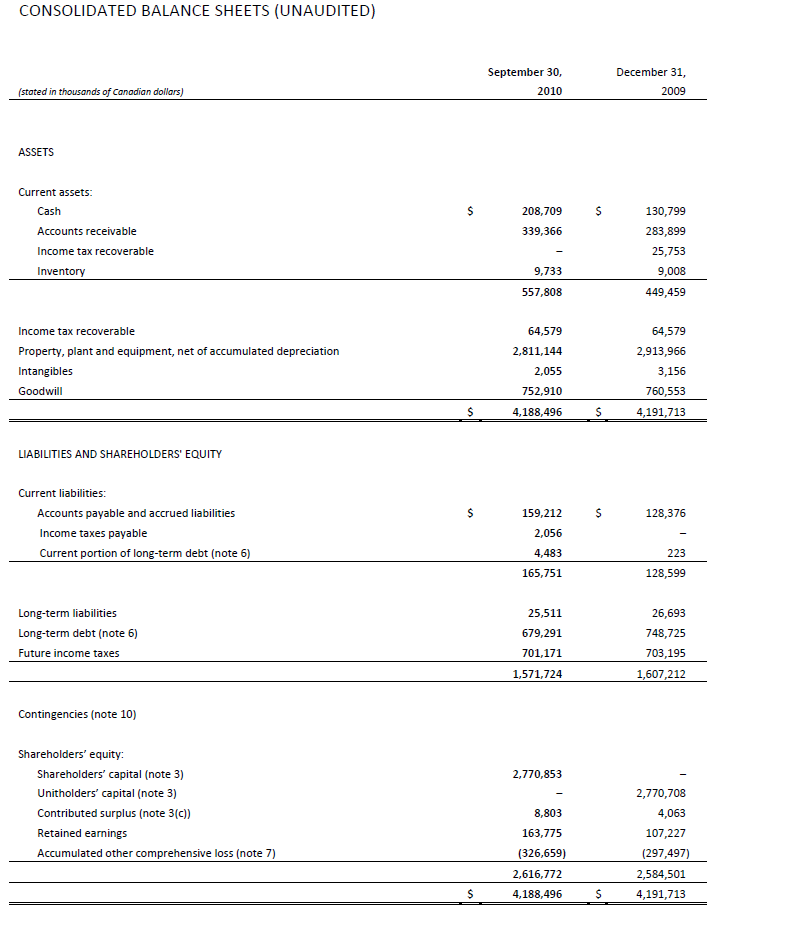 CONSOLIDATED BALANCE SHEETS (UNAUDITED)
September 30, December 31,
(stated in thousands of Canadian dollars) 2010 2009
ASSETS
Current assets:
Cash $ 208,709 $ 130,799
Accounts receivable 339,366 283,899
Income tax recoverable – 25,753
Inventory 9,733 9,008
557,808 449,459
Income tax recoverable 64,579 64,579
Property, plant and equipment, net of accumulated depreciation 2,811,144 2,913,966
Intangibles 2,055 3,156
Goodwill 752,910 760,553
$ 4,188,496 $ 4,191,713
LIABILITIES AND SHAREHOLDERS' EQUITY
Current liabilities:
Accounts payable and accrued liabilities $ 159,212 $ 128,376
Income taxes payable 2,056 –
Current portion of long-term debt (note 6) 4,483 223
165,751 128,599
Long-term liabilities 25,511 26,693
Long-term debt (note 6) 679,291 748,725
Future income taxes 701,171 703,195
1,571,724 1,607,212
Contingencies (note 10)
Shareholders' equity:
Shareholders' capital (note 3) 2,770,853 –
Unitholders' capital (note 3) – 2,770,708
Contributed surplus (note 3(c)) 8,803 4,063
Retained earnings 163,775 107,227
Accumulated other comprehensive loss (note 7) (326,659) (297,497)
2,616,772 2,584,501
$ 4,188,496 $ 4,191,713